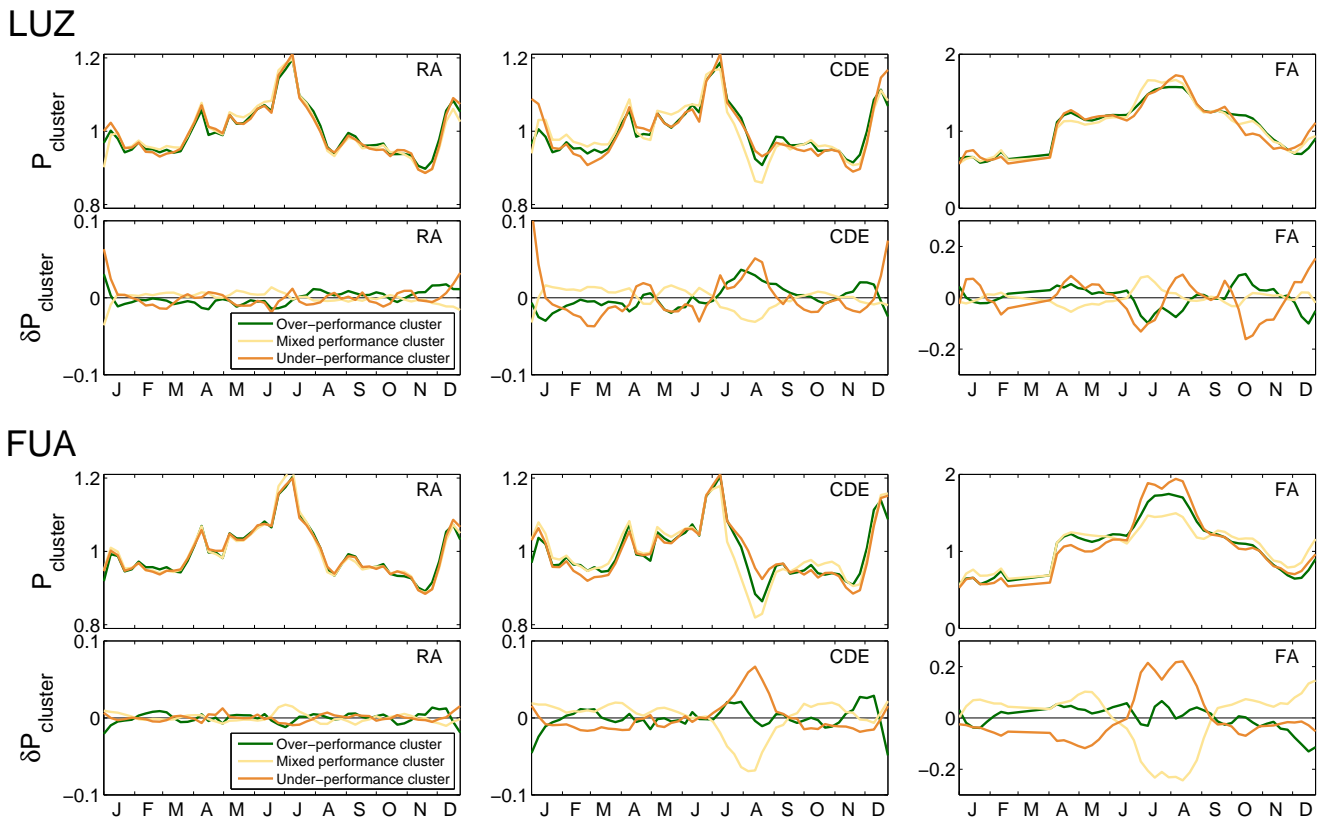 LUZ
1.2
1
0.8
P cluster
RA
1.2
1
0.8
CDE
2
1
0
FA
0.1
0
−0.1
δP cluster
RA
Over−performance cluster
Mixed performance cluster
Under−performance cluster
J F M A M J J A S O N D
0.1
0
−0.1
CDE
J F M A M J J A S O N D
0.2
0
−0.2
FA
J F M A M J J A S O N D
FUA
1.2
1
0.8
P cluster
RA
1.2
1
0.8
CDE
2
1
0
FA
0.1
0
−0.1
δP cluster
RA
Over−performance cluster
Mixed performance cluster
Under−performance cluster
J F M A M J J A S O N D
0.1
0
−0.1
CDE
J F M A M J J A S O N D
0.2
0
−0.2
FA
J F M A M J J A S O N D